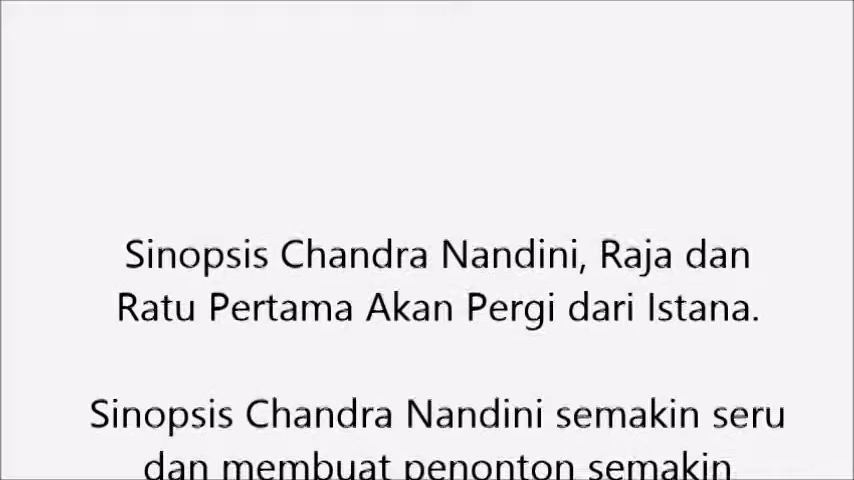 Sinopsis Chandra Nandini, Raja dan
Ratu Pertama Akan Pergi dari Istana.
Sinopsis Chandra Nandini semakin seru
dan membuat penonton semakin